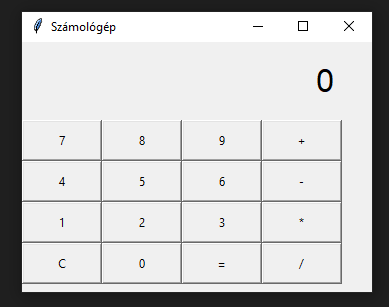 Számológép
0
7 8 9 +
4 5 6 -
1 2 3 *
C 0 = /